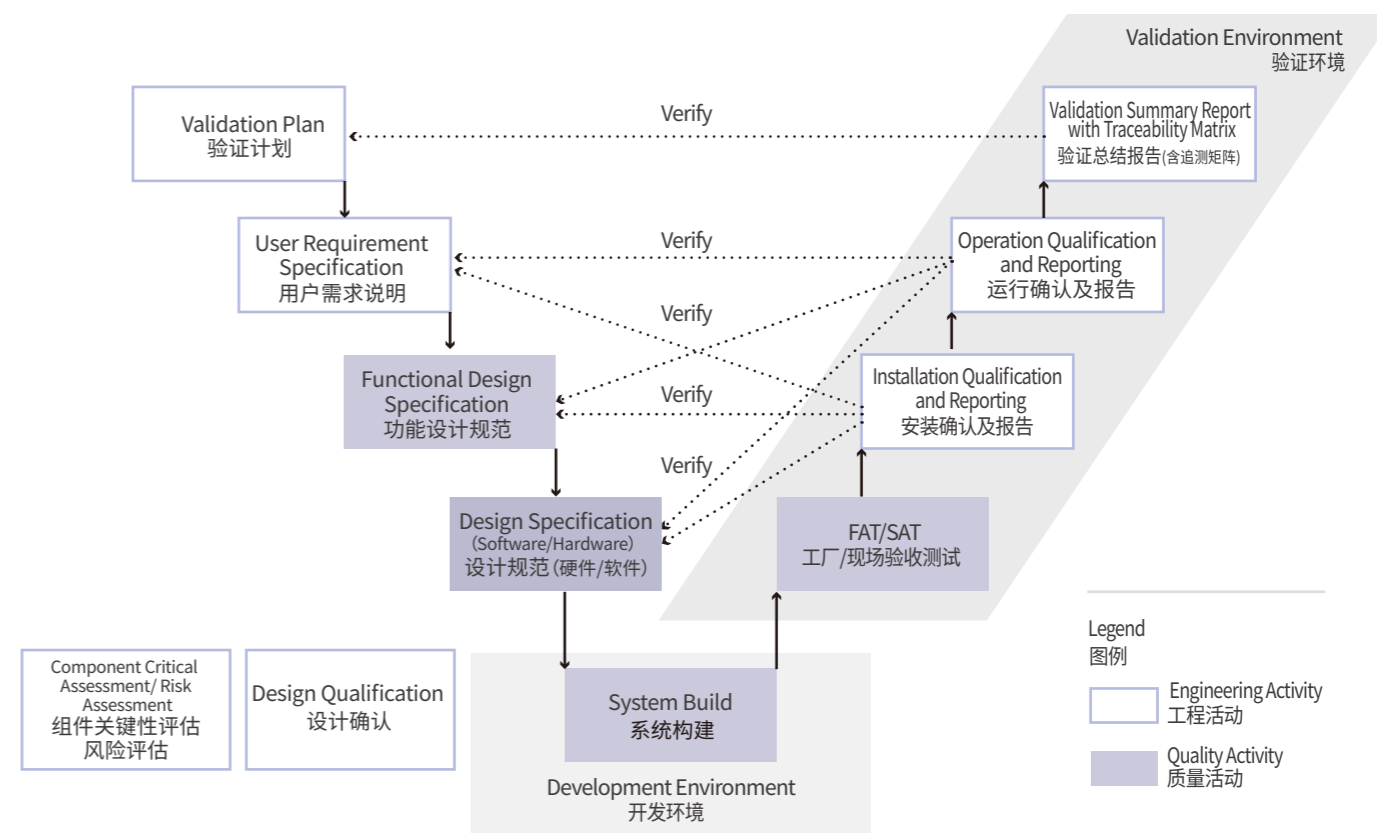 Validation Environment
验证环境
Validation Plan
验证计划
Verify
Validation Summary Report
with Traceability Matrix
验证总结报告(含追测矩阵)
User Requirement
Specification
用户需求说明
Verify
Operation Qualification
and Reporting
运行确认及报告
Verify
Functional Design
Specification
功能设计规范
Verify
Installation Qualification
and Reporting
安装确认及报告
Verify
Design Specification
(Software/Hardware)
设计规范(硬件/软件)
FAT/SAT
工厂/现场验收测试
Component Critical
Assessment/ Risk
Assessment
组件关键性评估
风险评估
Design Qualification
设计确认
System Build
系统构建
Development Environment
开发环境
Legend
图例
Engineering Activity
工程活动
Quality Activity
质量活动